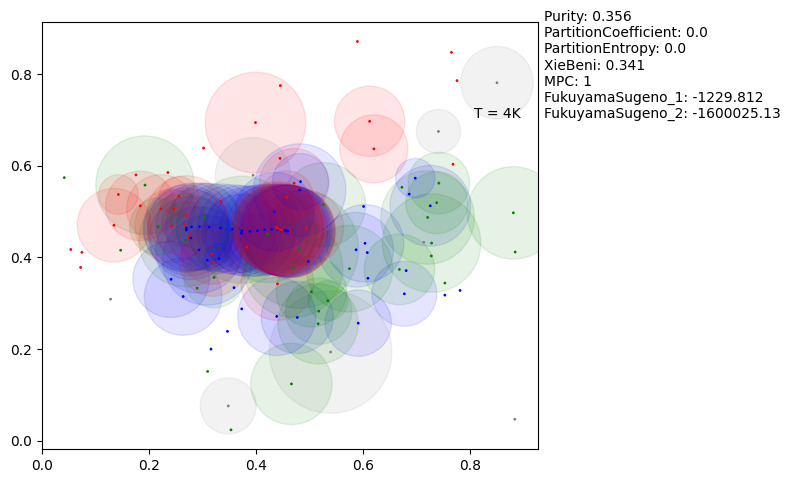 Purity: 0.356
PartitionCoefficient: 0.0
PartitionEntropy: 0.0
XieBeni: 0.341
MPC: 1
FukuyamaSugeno_1: -1229.812
FukuyamaSugeno_2: -1600025.13
T = 4K
0.8
0.6
0.4
0.2
0.0
0.0 0.2 0.4 0.6 0.8